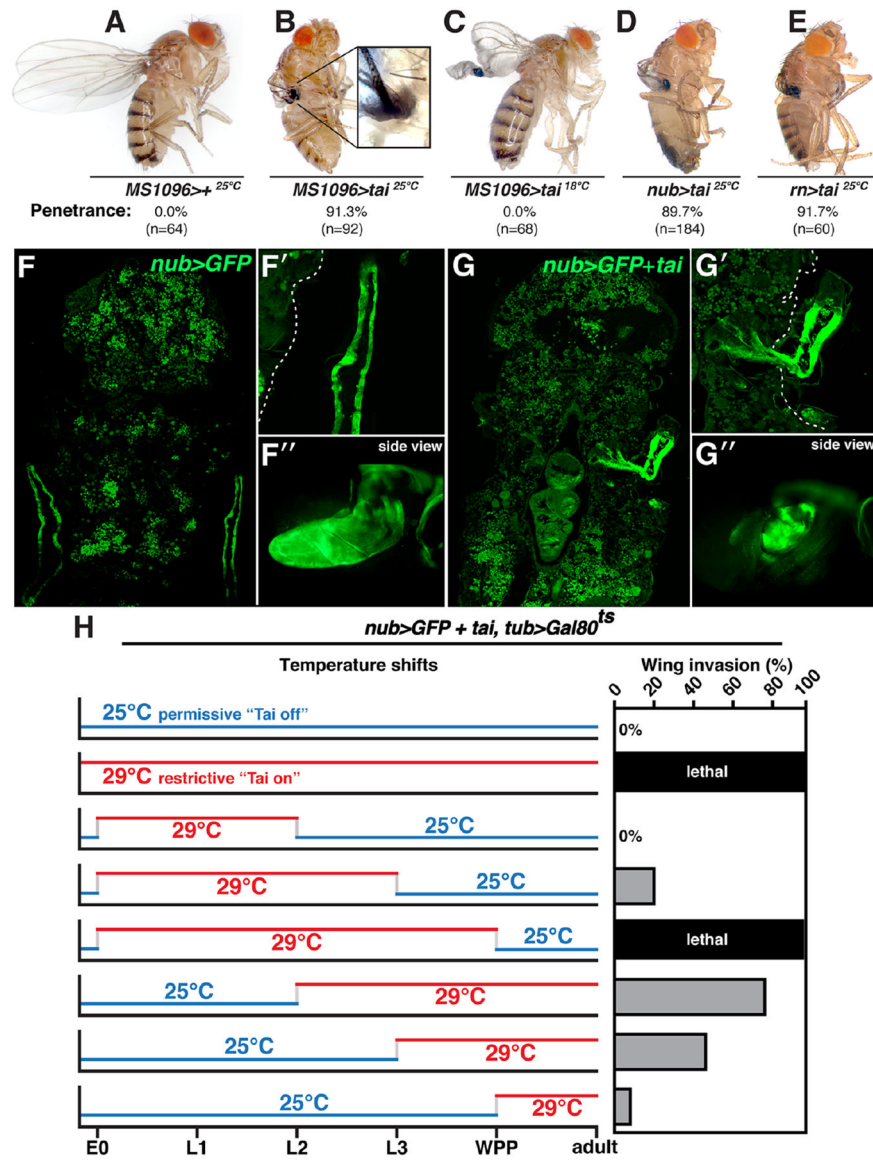 A B C D E
MS1096>+ 25°C MS1096>tai 25°C MS1096>tai 18°C nub>tai 25°C rn>tai 25°C
Penetrance: 0.0% 91.3% 0.0% 89.7% 91.7%
(n=64) (n=92) (n=68) (n=184) (n=60)
F nub>GFP F′ G nub>GFP+tai G′
F″ side view G″ side view
H nub>GFP + tai, tub>Gal80ts
Temperature shifts Wing invasion (%)
0 20 40 60 80 100
25°C permissive “Tai off” 0%
29°C restrictive “Tai on” lethal
29°C 25°C 0%
29°C 25°C
29°C 25°C lethal
25°C 29°C
25°C 29°C
25°C 29°C
E0 L1 L2 L3 WPP adult